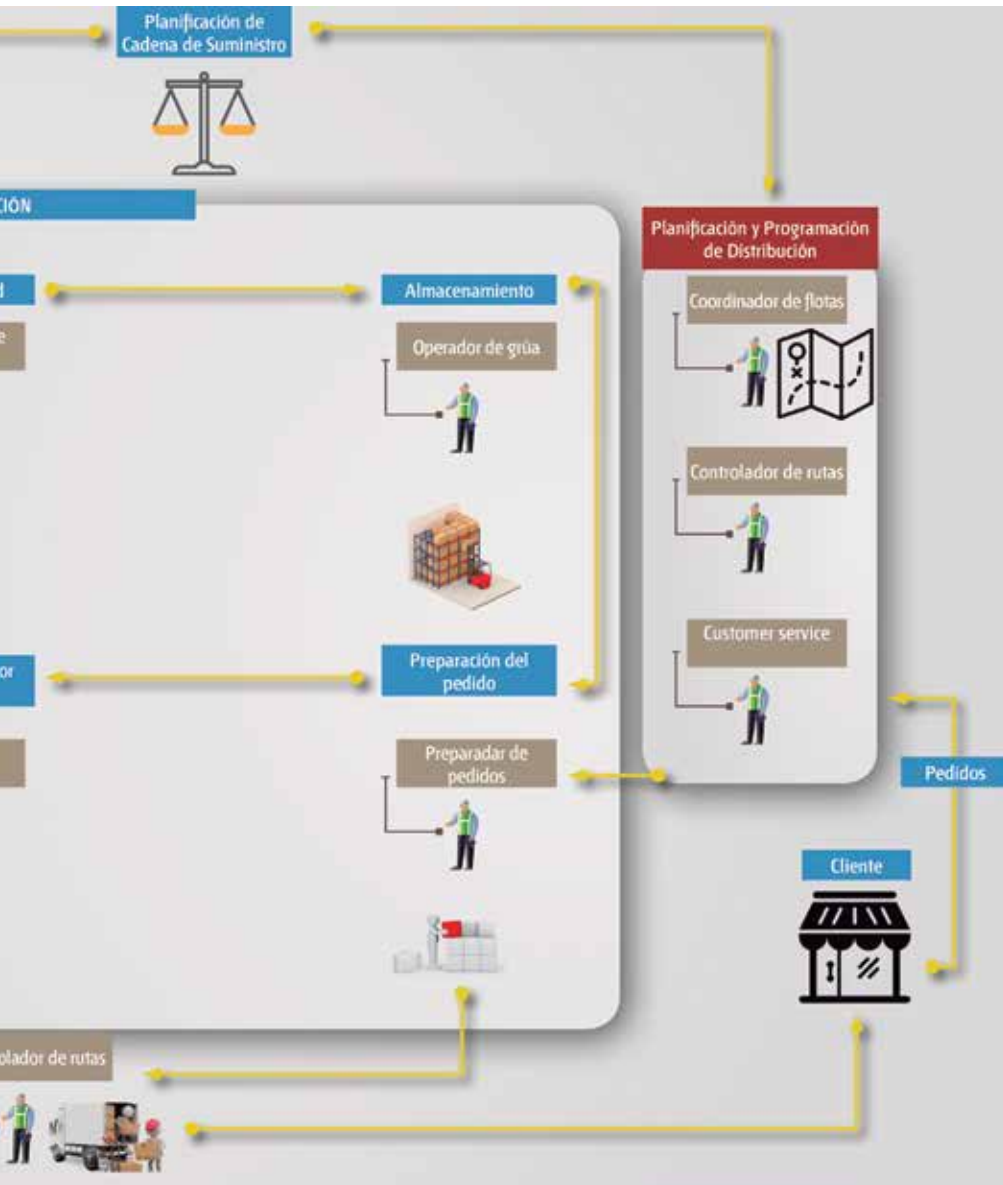 Planificación de
Cadena de Suministro
CIÓN
Planificación y Programación
de Distribución
d
Almacenamiento
Coordinador de flotas
e
Operador de grúa
Controlador de rutas
Customer service
or
Preparación del
pedido
Preparadar de
pedidos
Pedidos
Cliente
olador de rutas